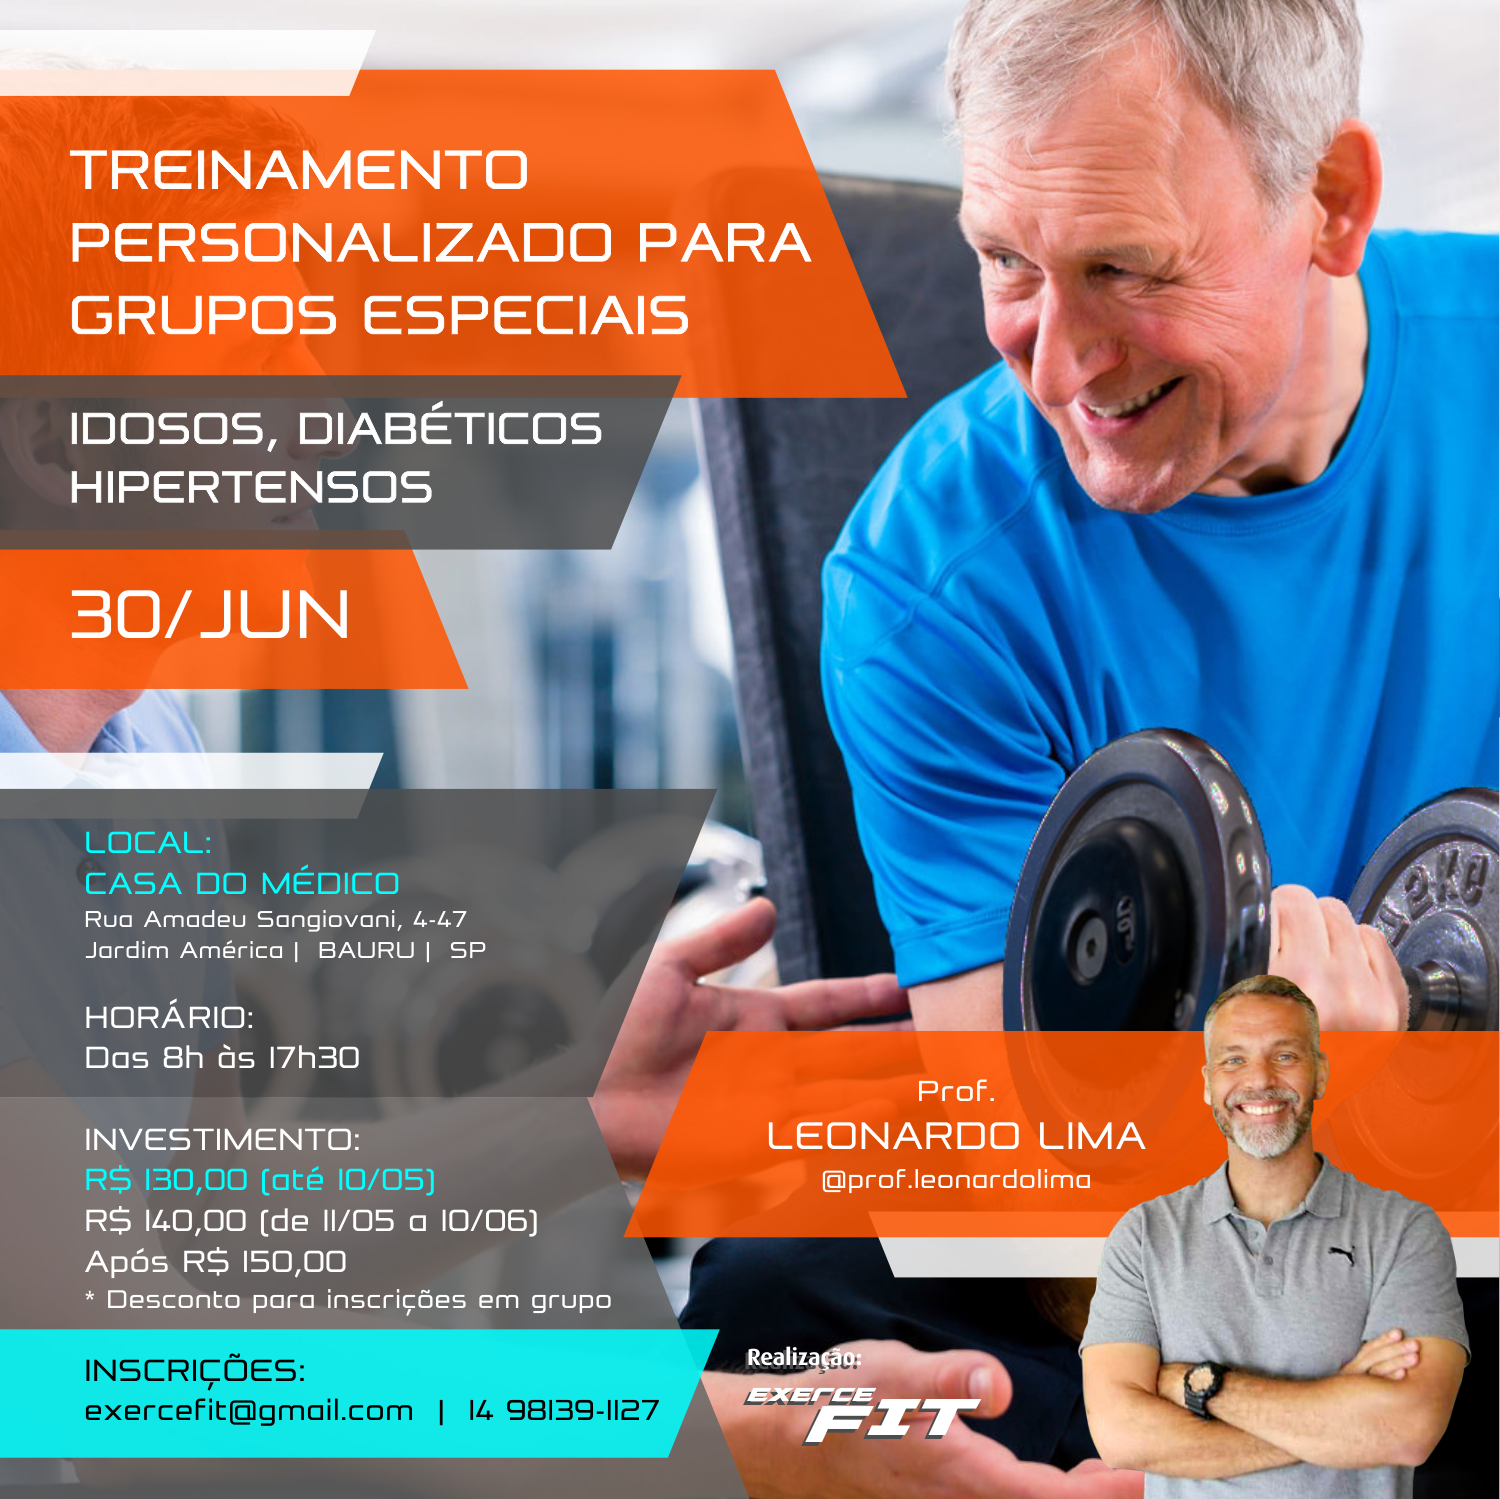 TREINAMENTO
PERSONALIZADO PARA
GRUPOS ESPECIAIS
IDOSOS, DIABÉTICOS
HIPERTENSOS
30/JUN
LOCAL:
CASA DO MÉDICO
Rua Amadeu Sangiovani, 4-47
Jardim América | BAURU | SP
HORÁRIO:
Das 8h às 17h30
INVESTIMENTO:
R$ 130,00 (até 10/05)
R$ 140,00 (de 11/05 a 10/06)
Após R$ 150,00
* Desconto para inscrições em grupo
INSCRIÇÕES:
exercefit@gmail.com | 14 98139-1127
Prof.
LEONARDO LIMA
@prof.leonardolima
Realização:
EXERCE
FIT
2KG